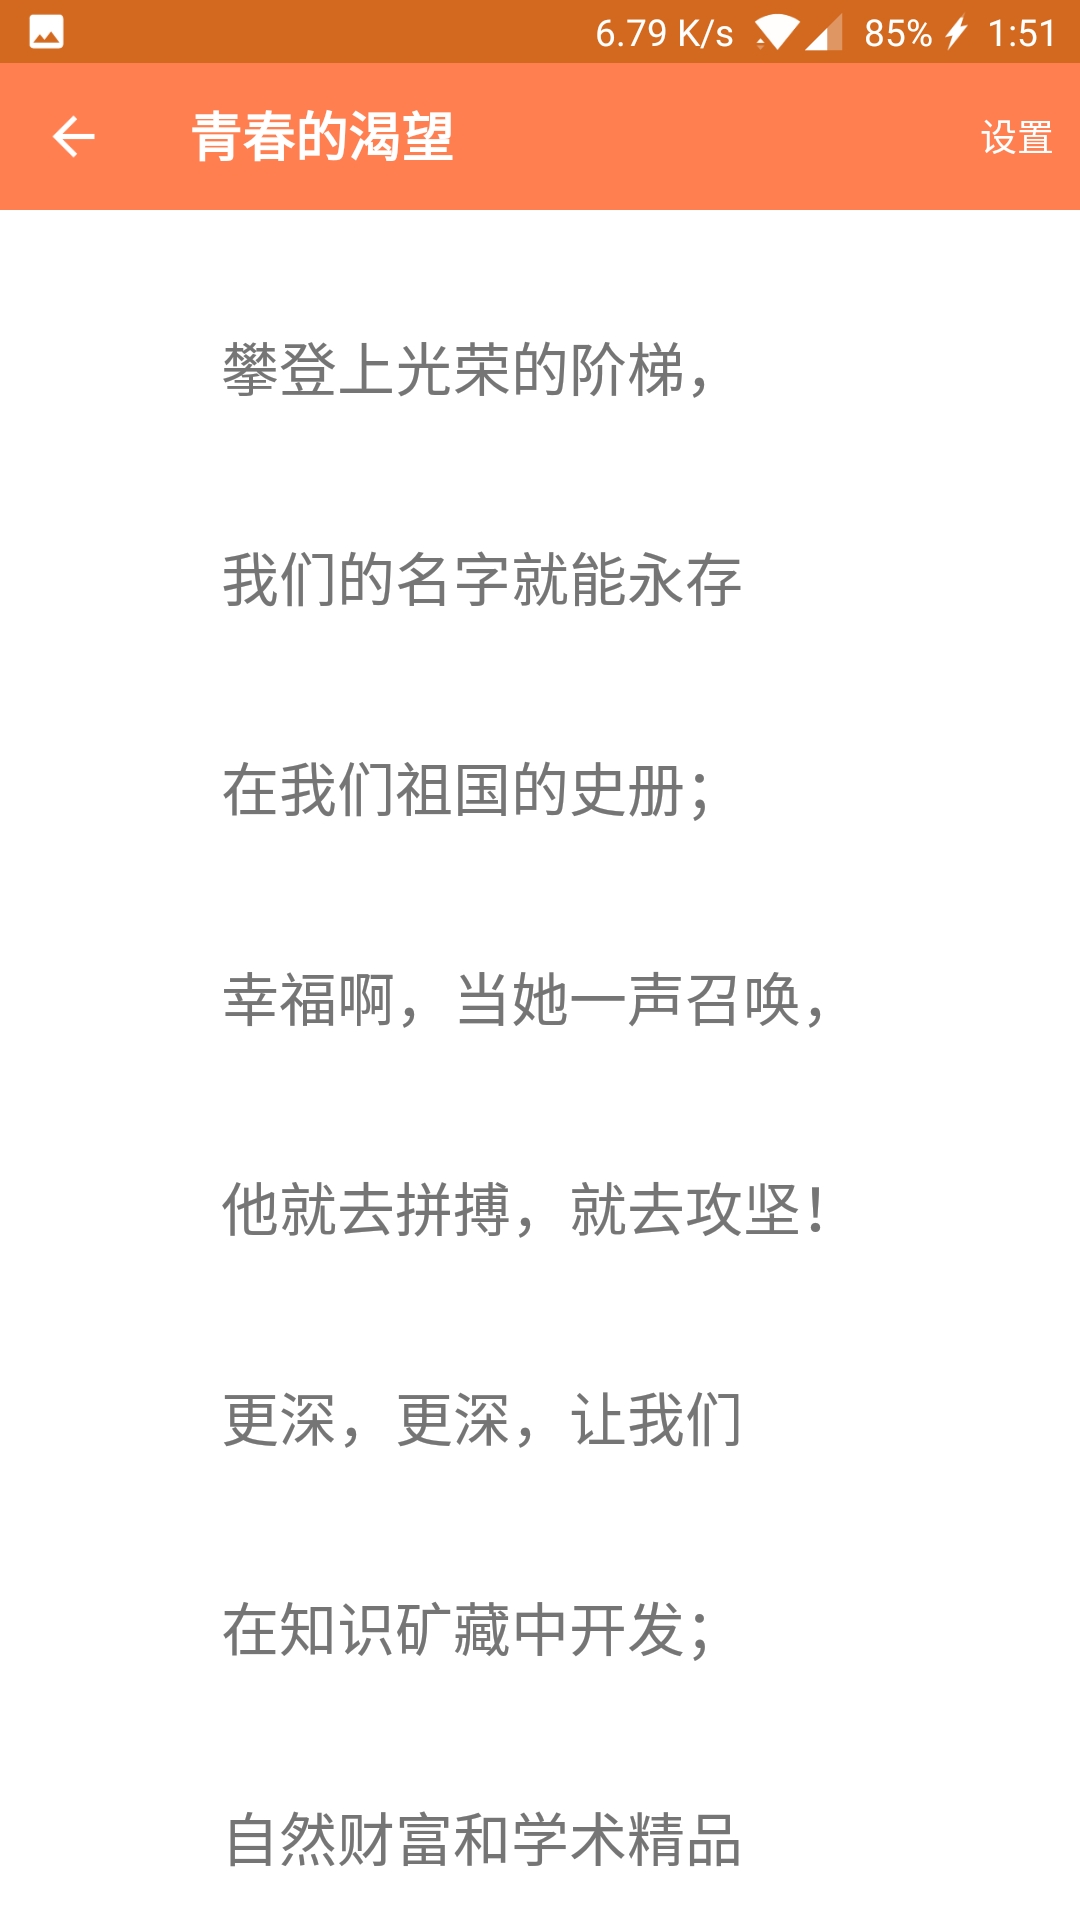 6.79 K/s 85% 1:51
青春的渴望 设置
攀登上光荣的阶梯，
我们的名字就能永存
在我们祖国的史册；
幸福啊，当她一声召唤，
他就去拼搏，就去攻坚！
更深，更深，让我们
在知识矿藏中开发；
自然财富和学术精品